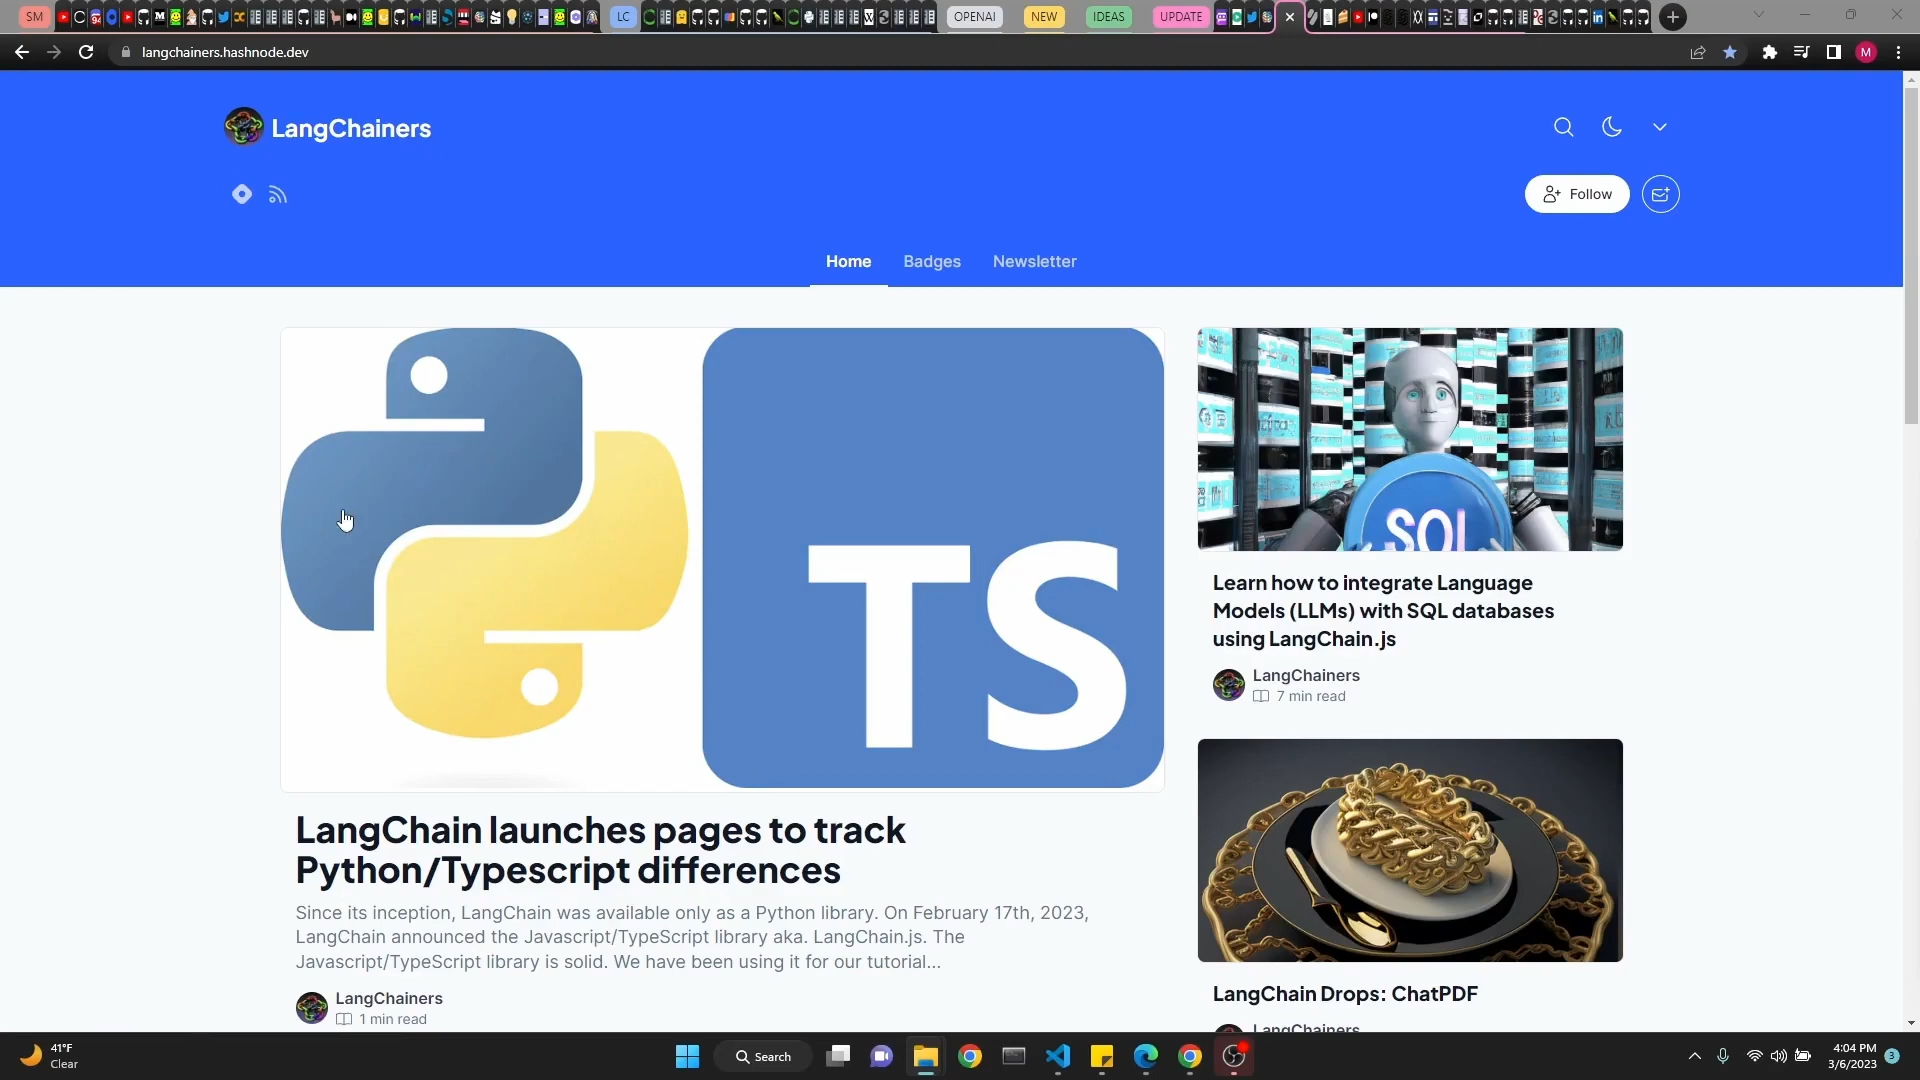 SM
LC
OPENAI
NEW
IDEAS
UPDATE
langchainers.hashnode.dev
M
LangChainers
Follow
Home
Badges
Newsletter
TS
SQL
LangChain launches pages to track
Python/Typescript differences
Since its inception, LangChain was available only as a Python library. On February 17th, 2023,
LangChain announced the Javascript/TypeScript library aka. LangChain.js. The
Javascript/TypeScript library is solid. We have been using it for our tutorial...
LangChainers
1 min read
Learn how to integrate Language
Models (LLMs) with SQL databases
using LangChain.js
LangChainers
7 min read
LangChain Drops: ChatPDF
LangChainers
41°F
Clear
Search
4:04 PM
3/6/2023
3